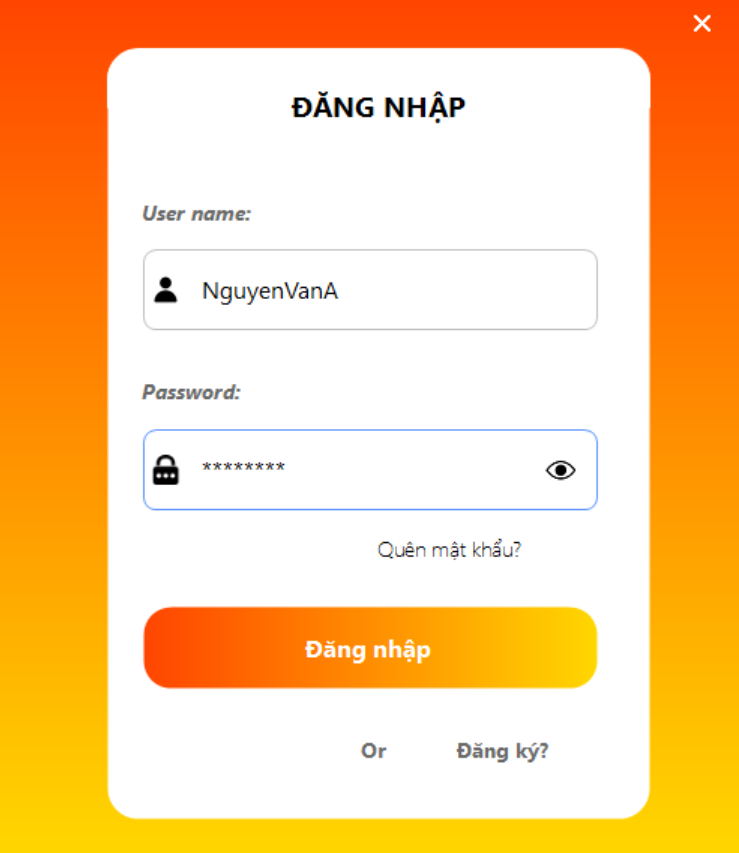 ĐĂNG NHẬP
User name:
NguyenVanA
Password:
********
Quên mật khẩu?
Đăng nhập
Or Đăng ký?